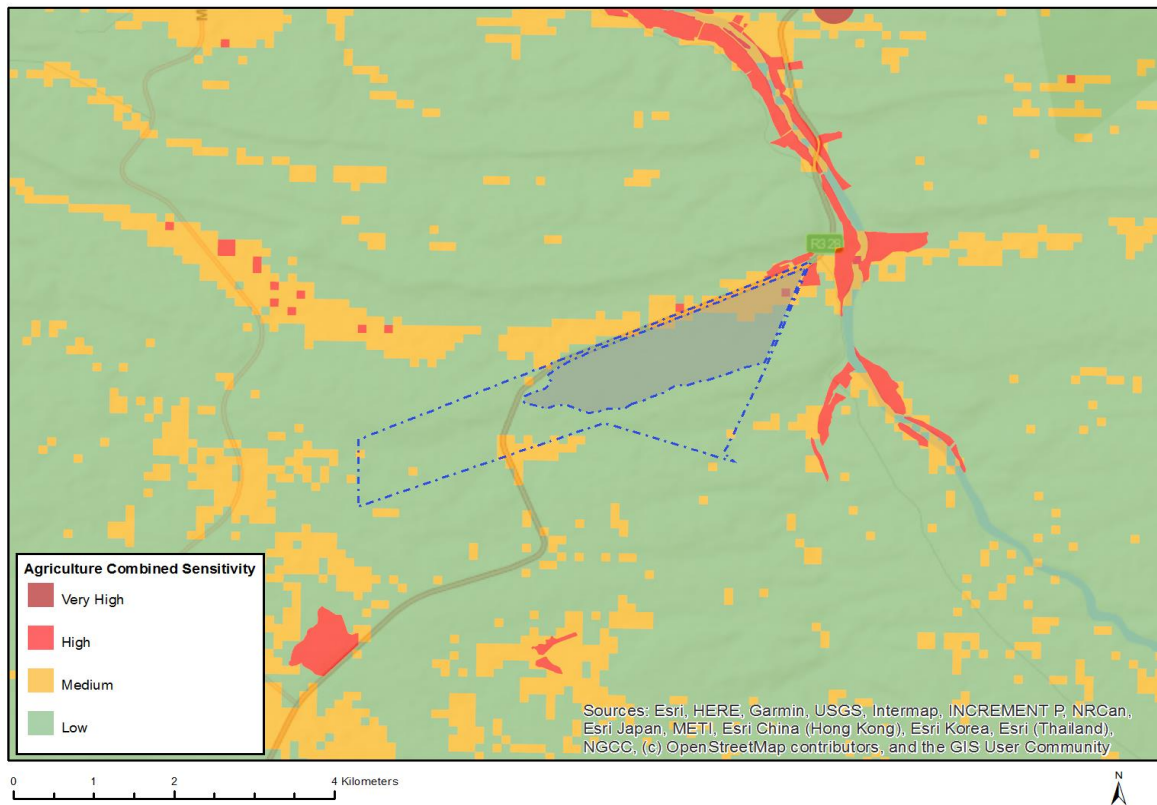 M
R328
Agriculture Combined Sensitivity
Very High
High
Medium
Low
Sources: Esri, HERE, Garmin, USGS, Intermap, INCREMENT P, NRCan,
Esri Japan, METI, Esri China (Hong Kong), Esri Korea, Esri (Thailand),
NGCC, (c) OpenStreetMap contributors, and the GIS User Community
0 1 2 4 Kilometers
N